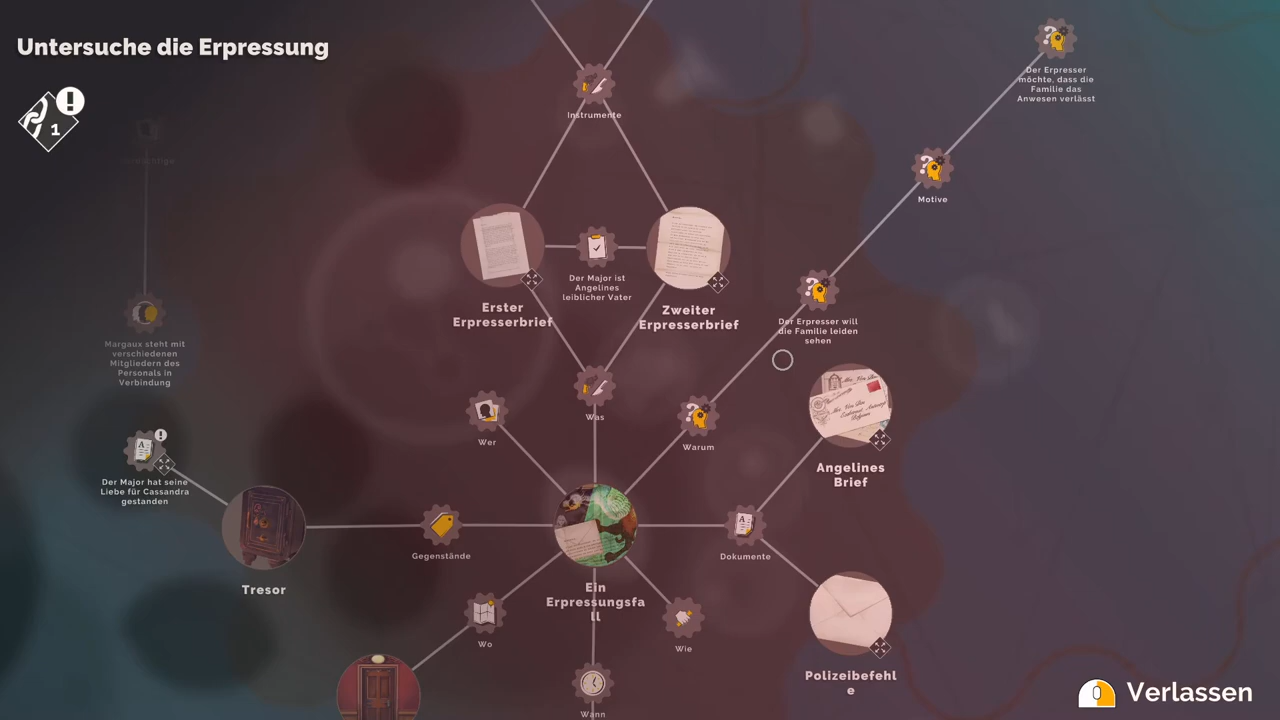 Untersuche die Erpressung
1
Der Erpresser
möchte, dass die
Familie das
Anwesen verlässt
Instrumente
Motive
Der Major ist
Angelines
leiblicher Vater
Erster
Erpresserbrief
Zweiter
Erpresserbrief
Der Erpresser will
die Familie leiden
sehen
Margaux steht mit
verschiedenen
Mitgliedern des
Personals in
Verbindung
Was
Wer
Warum
Angelines
Brief
Der Major hat seine
Liebe für Cassandra
gestanden
Gegenstände
Dokumente
Tresor
Ein
Erpressungsfa
ll
Wo
Wie
Polizeibefehl
e
Wann
Verlassen